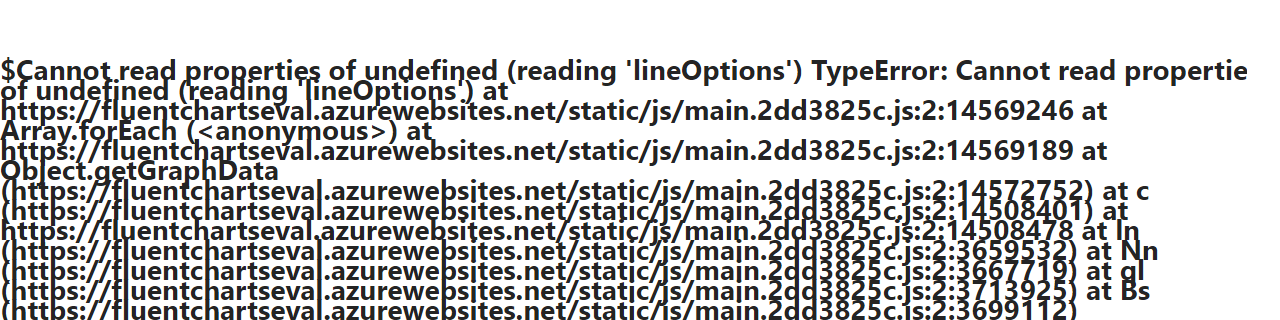 $Cannot read properties of undefined (reading 'lineOptions') TypeError: Cannot read propertie
of undefined (reading 'lineOptions') at
https://fluentchartseval.azurewebsites.net/static/js/main.2dd3825c.js:2:14569246 at
Array.forEach (<anonymous>) at
https://fluentchartseval.azurewebsites.net/static/js/main.2dd3825c.js:2:14569189 at
Object.getGraphData
(https://fluentchartseval.azurewebsites.net/static/js/main.2dd3825c.js:2:14572752) at c
(https://fluentchartseval.azurewebsites.net/static/js/main.2dd3825c.js:2:14508401) at
https://fluentchartseval.azurewebsites.net/static/js/main.2dd3825c.js:2:14508478 at ln
(https://fluentchartseval.azurewebsites.net/static/js/main.2dd3825c.js:2:3659532) at Nn
(https://fluentchartseval.azurewebsites.net/static/js/main.2dd3825c.js:2:3667719) at gl
(https://fluentchartseval.azurewebsites.net/static/js/main.2dd3825c.js:2:3713925) at Bs
(https://fluentchartseval.azurewebsites.net/static/js/main.2dd3825c.js:2:3699112)